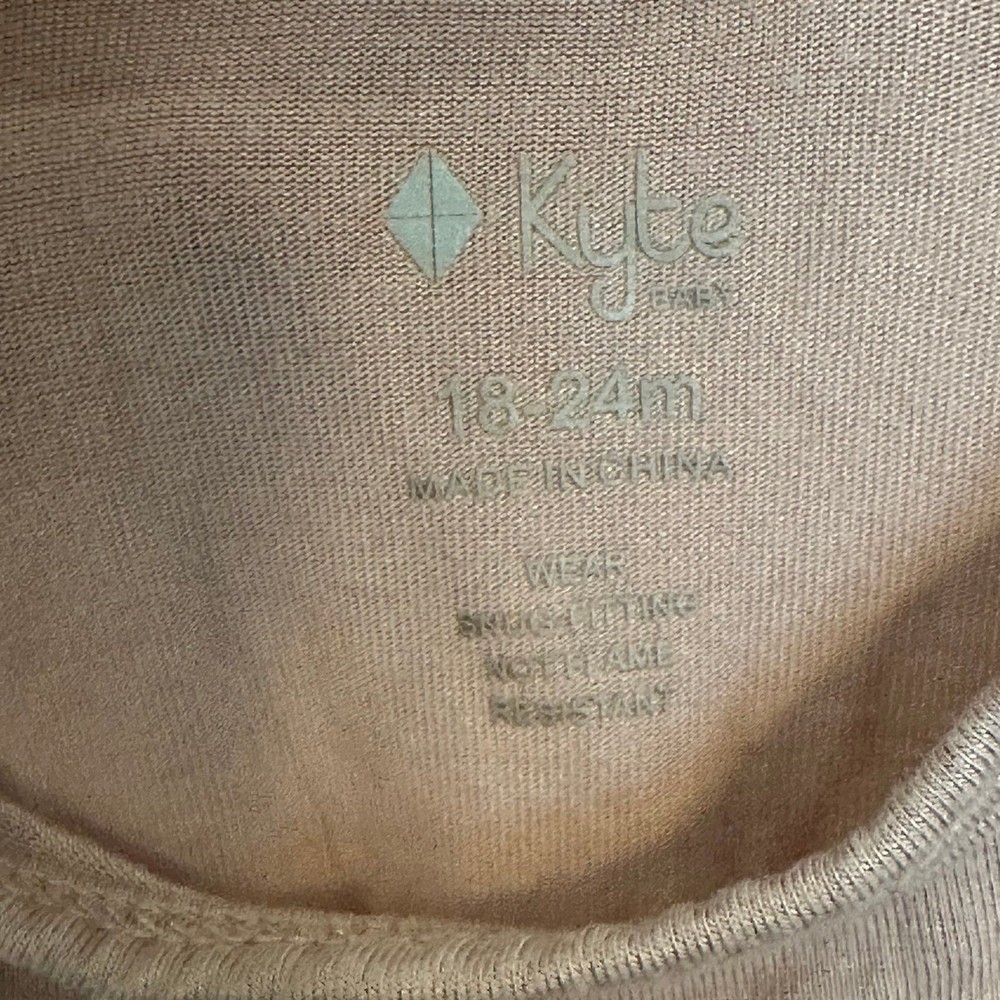 Kyte
BABY
18-24m
MADE IN CHINA
WEAR
SNUG-FITTING
NOT FLAME
RESISTANT